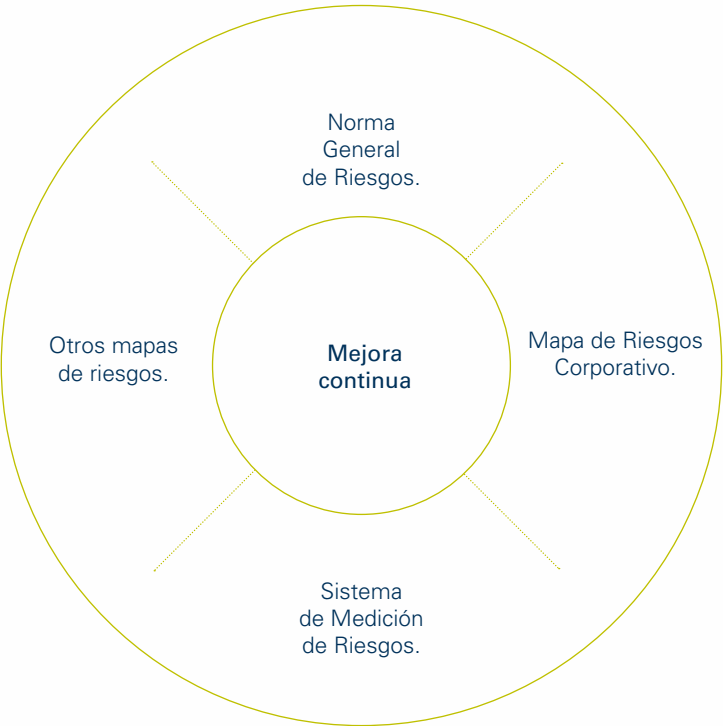 Norma
General
de Riesgos.
Otros mapas
de riesgos.
Mejora
continua
Mapa de Riesgos
Corporativo.
Sistema
de Medición
de Riesgos.